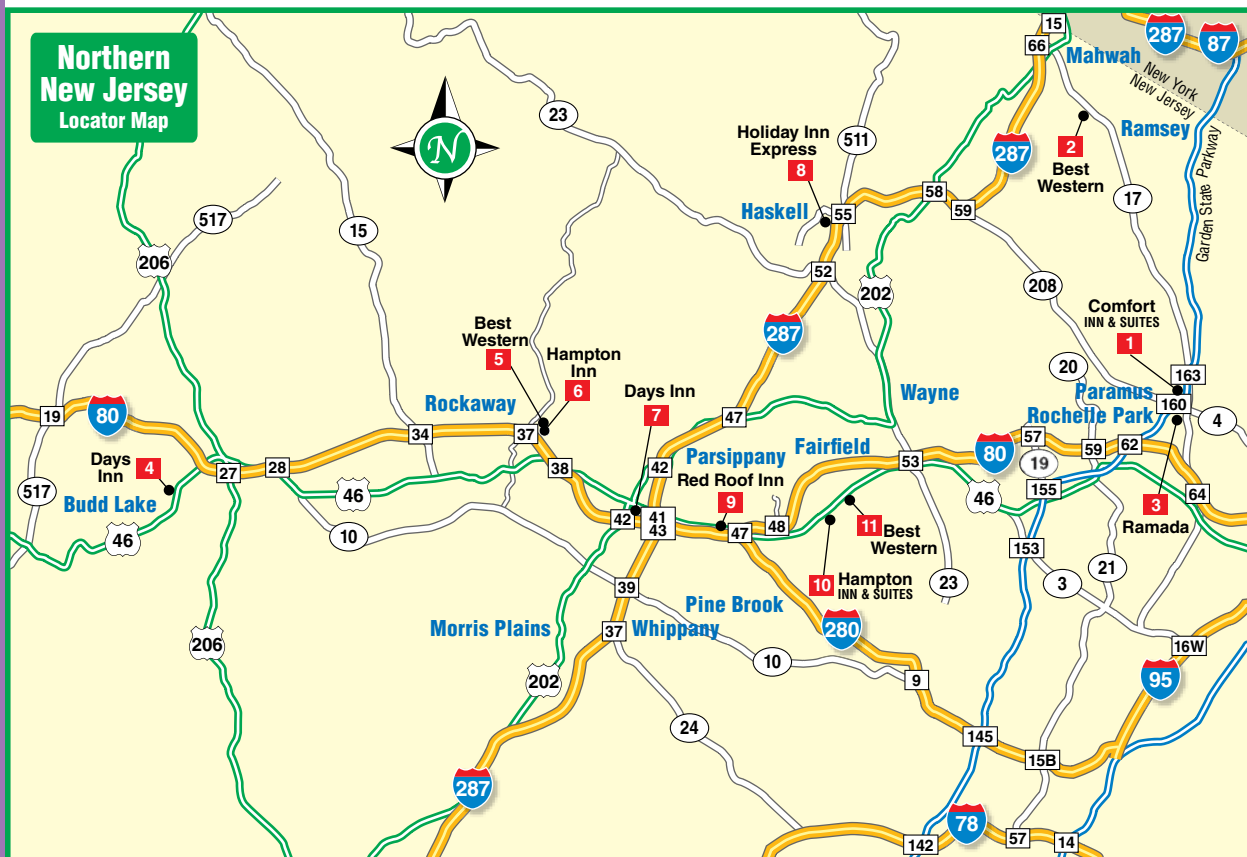 Northern
New Jersey
Locator Map
N
15
66
Mahwah
287
87
New York
New Jersey
23
Holiday Inn
Express
8
511
287
2
Best
Western
Ramsey
Garden State Parkway
517
15
206
Haskell
55
58
59
17
52
202
208
Comfort
INN & SUITES
1
287
Best
Western
5
Hampton
Inn
6
Days Inn
7
20
163
Paramus
160
Rochelle Park
4
19
80
Rockaway
34
37
47
Wayne
57
59
62
Days
Inn
4
27
28
38
42
Parsippany
Fairfield
53
80
19
Red Roof Inn
9
517
Budd Lake
46
46
46
155
64
3
Ramada
10
42
41
43
47
48
11
Best
Western
10
Hampton
INN & SUITES
153
21
3
23
39
Pine Brook
280
206
Morris Plains
37
Whippany
10
16W
202
9
95
24
145
15B
287
78
142
57
14